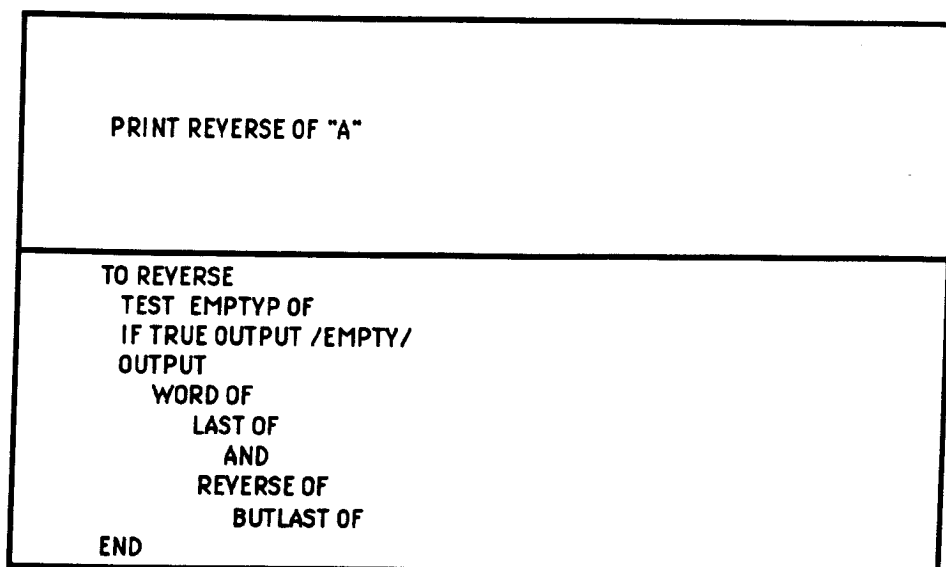 PRINT REVERSE OF "A"
TO REVERSE
TEST EMPTYP OF
IF TRUE OUTPUT /EMPTY/
OUTPUT
WORD OF
LAST OF
AND
REVERSE OF
BUTLAST OF
END